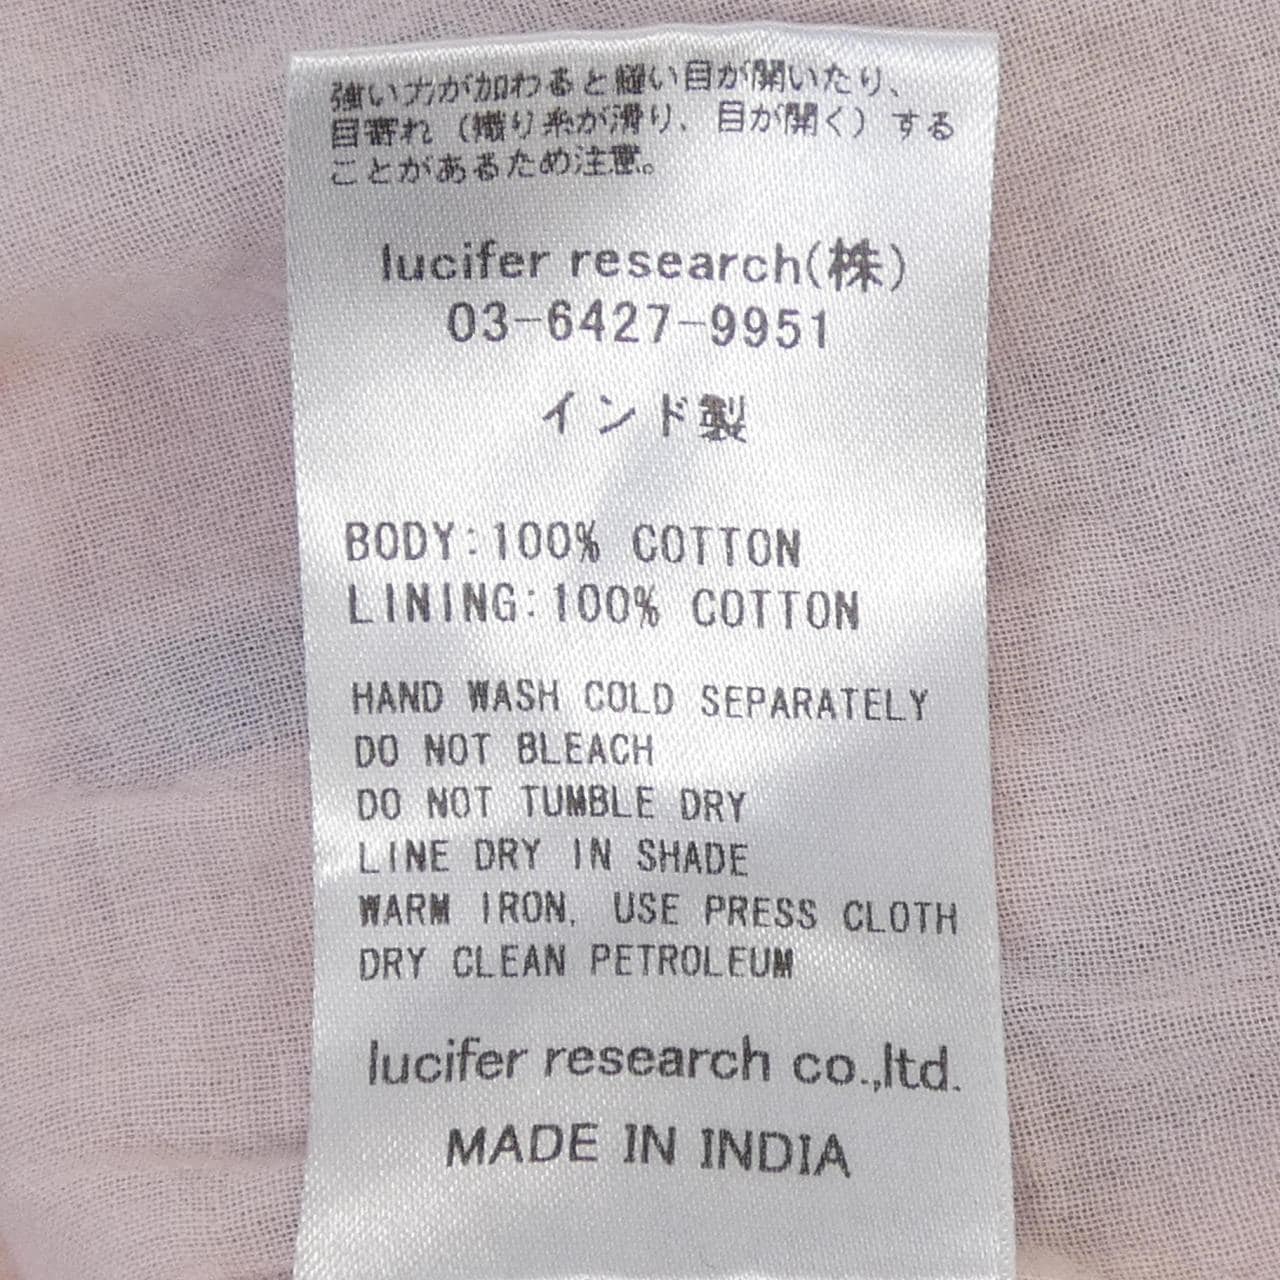 強い力が加わると縫い目が開いたり、
目寄れ（織り糸が滑り、目が開く）する
ことがあるため注意。
lucifer research(株)
03-6427-9951
インド製
BODY:100% COTTON
LINING:100% COTTON
HAND WASH COLD SEPARATELY
DO NOT BLEACH
DO NOT TUMBLE DRY
LINE DRY IN SHADE
WARM IRON, USE PRESS CLOTH
DRY CLEAN PETROLEUM
lucifer research co.,ltd.
MADE IN INDIA